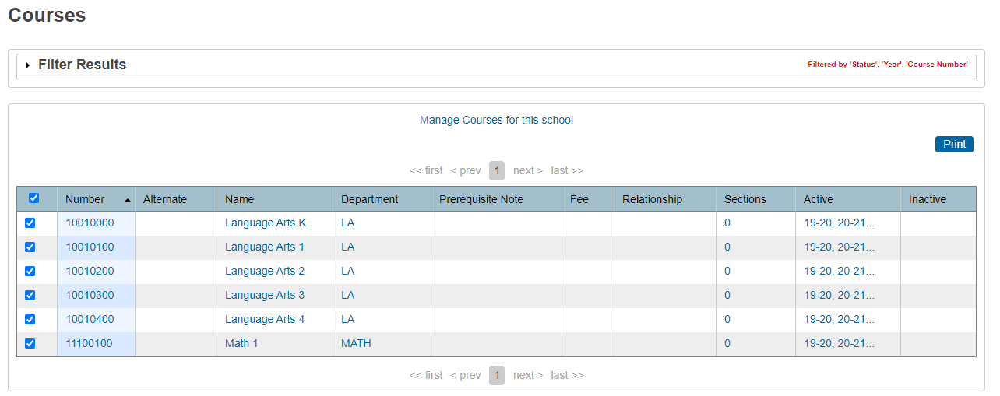 Courses
Filter Results Filtered by 'Status', 'Year', 'Course Number'
Manage Courses for this school
Print
<< first < prev 1 next > last >>
Number Alternate Name Department Prerequisite Note Fee Relationship Sections Active Inactive
10010000 Language Arts K LA 0 19-20, 20-21...
10010100 Language Arts 1 LA 0 19-20, 20-21...
10010200 Language Arts 2 LA 0 19-20, 20-21...
10010300 Language Arts 3 LA 0 19-20, 20-21...
10010400 Language Arts 4 LA 0 19-20, 20-21...
11100100 Math 1 MATH 0 19-20, 20-21...
<< first < prev 1 next > last >>